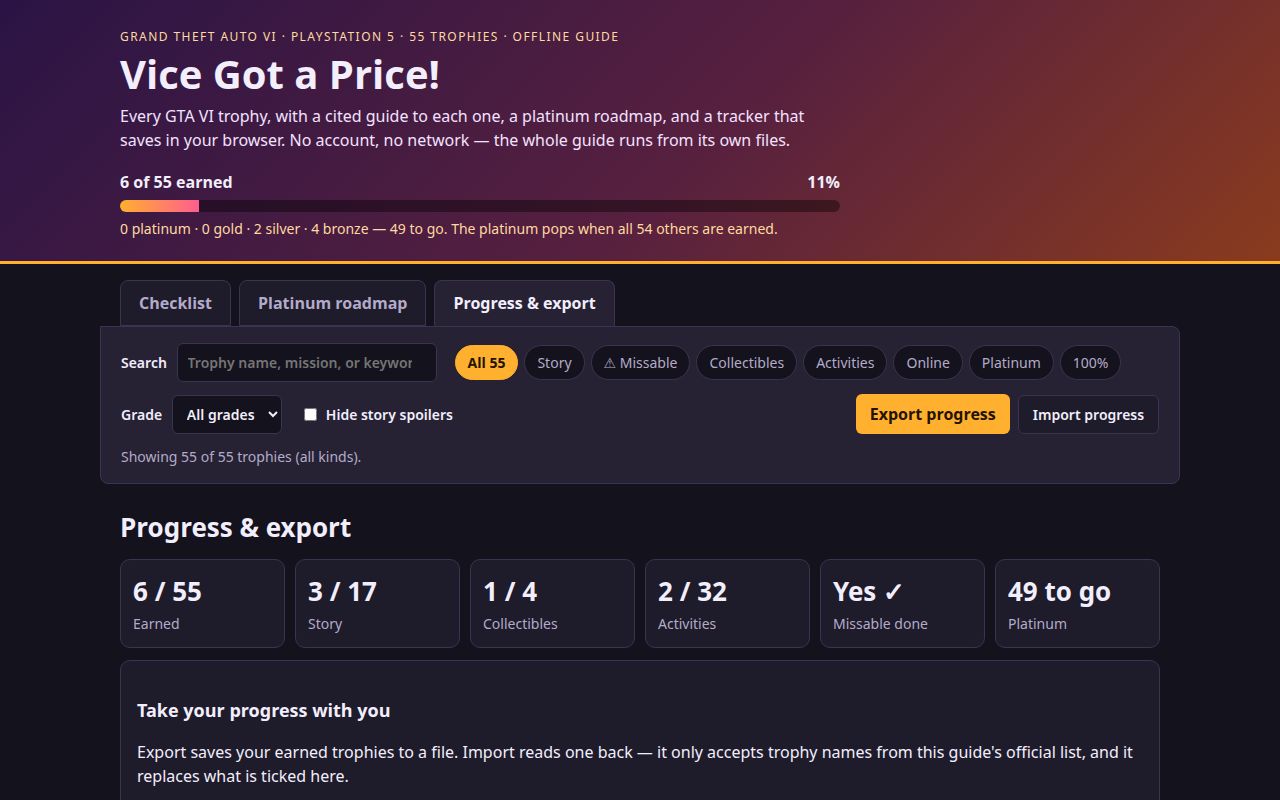 GRAND THEFT AUTO VI · PLAYSTATION 5 · 55 TROPHIES · OFFLINE GUIDE
Vice Got a Price!
Every GTA VI trophy, with a cited guide to each one, a platinum roadmap, and a tracker that
saves in your browser. No account, no network — the whole guide runs from its own files.
6 of 55 earned 11%
0 platinum · 0 gold · 2 silver · 4 bronze — 49 to go. The platinum pops when all 54 others are earned.
Checklist Platinum roadmap Progress & export
Search Trophy name, mission, or keywor All 55 Story ⚠ Missable Collectibles Activities Online Platinum 100%
Grade All grades Hide story spoilers Export progress Import progress
Showing 55 of 55 trophies (all kinds).
Progress & export
6 / 55 3 / 17 1 / 4 2 / 32 Yes ✓ 49 to go
Earned Story Collectibles Activities Missable done Platinum
Take your progress with you
Export saves your earned trophies to a file. Import reads one back — it only accepts trophy names from this guide's official list, and it
replaces what is ticked here.